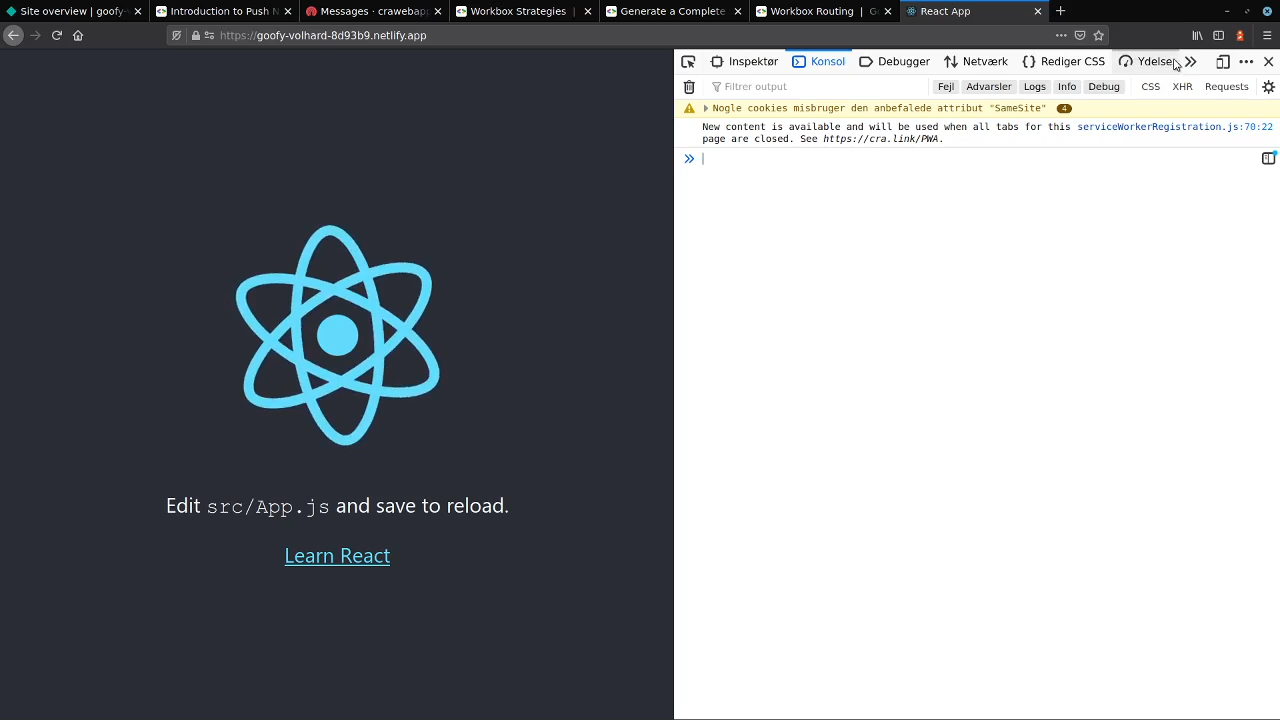 Site overview | goofy-
Introduction to Push N
Messages · crawebapp
Workbox Strategies |
Generate a Complete
Workbox Routing | Go
React App
https://goofy-volhard-8d93b9.netlify.app
Inspektør
Konsol
Debugger
Netværk
Rediger CSS
Ydelse
Filtrer output
Fejl
Advarsler
Logs
Info
Debug
CSS
XHR
Requests
Nogle cookies misbruger den anbefalede attribut "SameSite" 4
New content is available and will be used when all tabs for this serviceWorkerRegistration.js:70:22
page are closed. See https://cra.link/PWA.
Edit src/App.js and save to reload.
Learn React